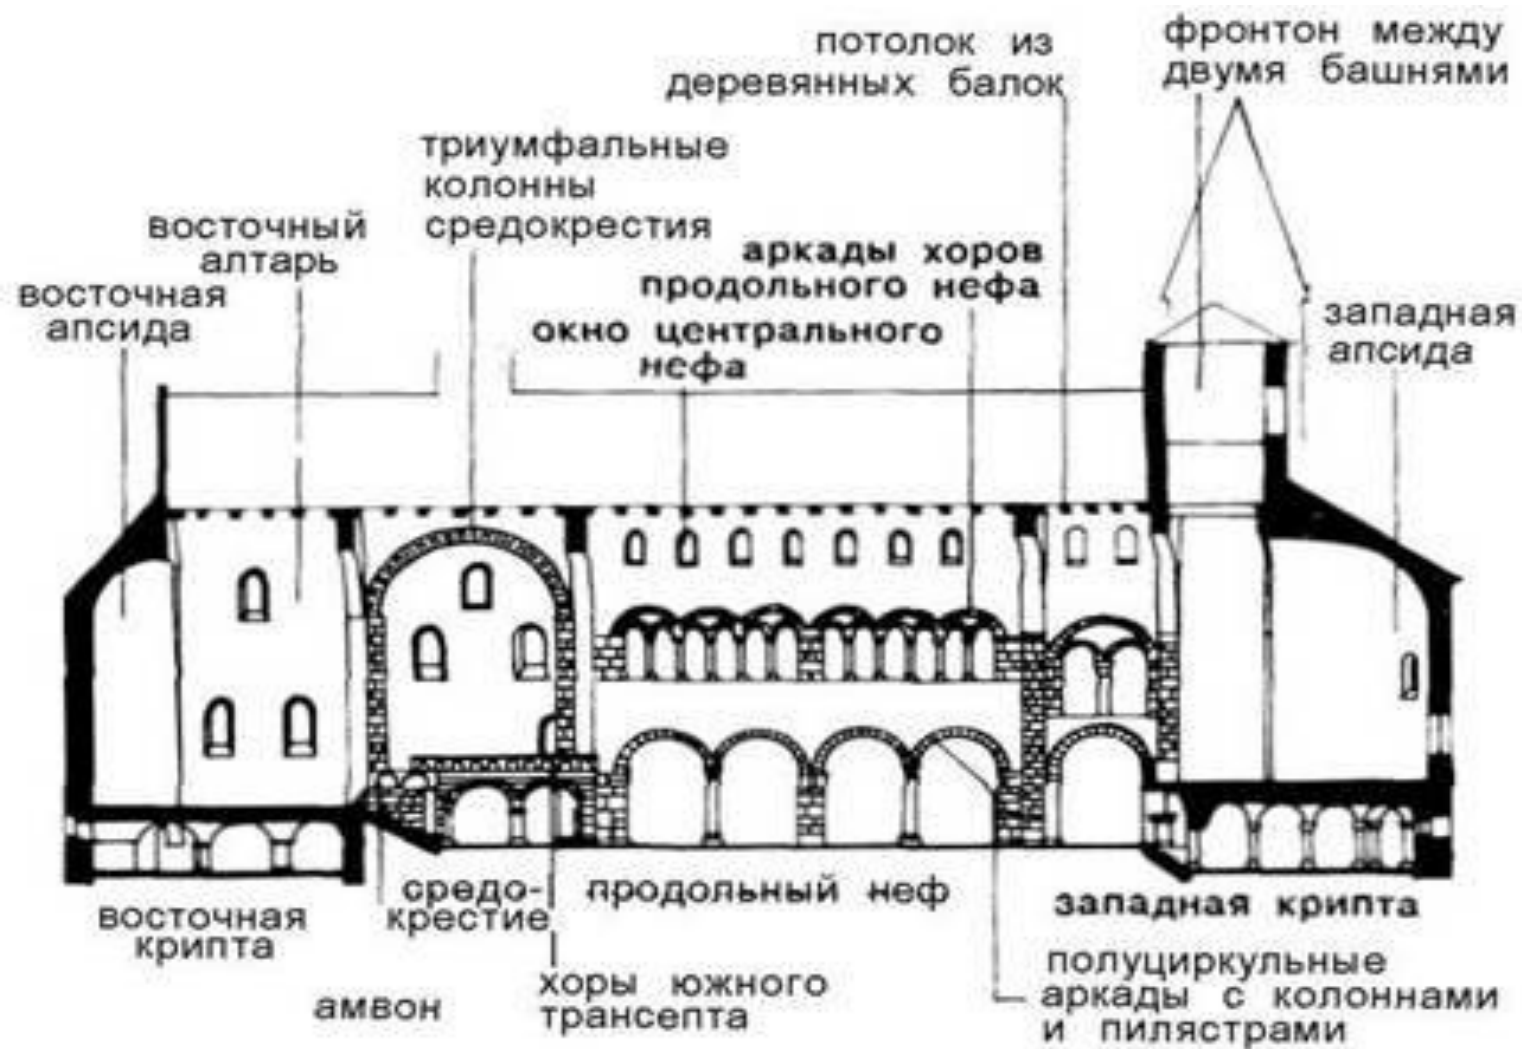 потолок из
деревянных балок
фронтон между
двумя башнями
триумфальные
колонны
средокрестия
восточный
алтарь
восточная
апсида
аркады хоров
продольного нефа
окно центрального
нефа
западная
апсида
восточная
крипта
средо-
крестие
продольный неф
западная крипта
амвон
хоры южного
трансепта
полуциркульные
аркады с колоннами
и пилястрами